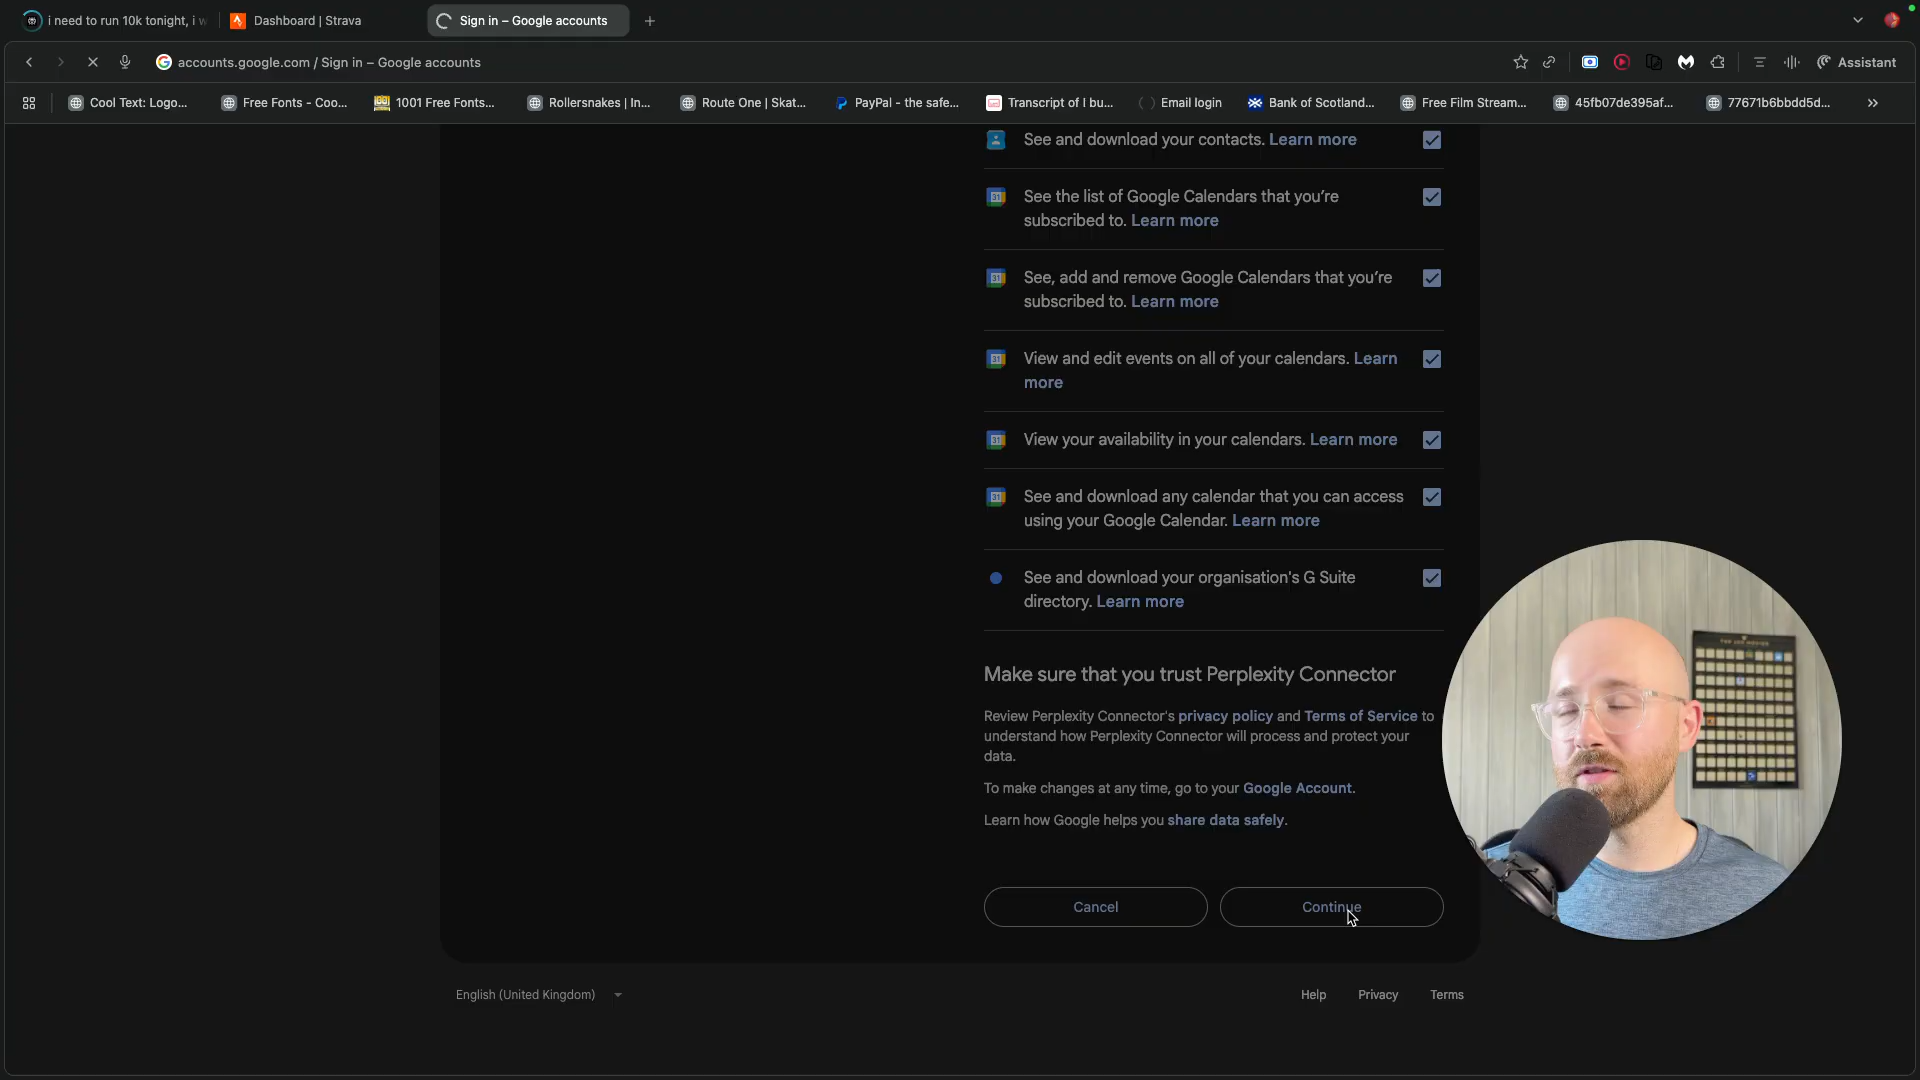 i need to run 10k tonight, i w
Dashboard | Strava
Sign in – Google accounts
accounts.google.com / Sign in – Google accounts
Assistant
Cool Text: Logo...
Free Fonts - Coo...
1001 Free Fonts...
Rollersnakes | In...
Route One | Skat...
PayPal - the safe...
Transcript of I bu...
Email login
Bank of Scotland...
Free Film Stream...
45fb07de395af...
77671b6bbdd5d...
See and download your contacts. Learn more
See the list of Google Calendars that you're
subscribed to. Learn more
See, add and remove Google Calendars that you're
subscribed to. Learn more
View and edit events on all of your calendars. Learn
more
View your availability in your calendars. Learn more
See and download any calendar that you can access
using your Google Calendar. Learn more
See and download your organisation's G Suite
directory. Learn more
Make sure that you trust Perplexity Connector
Review Perplexity Connector's privacy policy and Terms of Service to
understand how Perplexity Connector will process and protect your
data.
To make changes at any time, go to your Google Account.
Learn how Google helps you share data safely.
Cancel
Continue
English (United Kingdom)
Help
Privacy
Terms